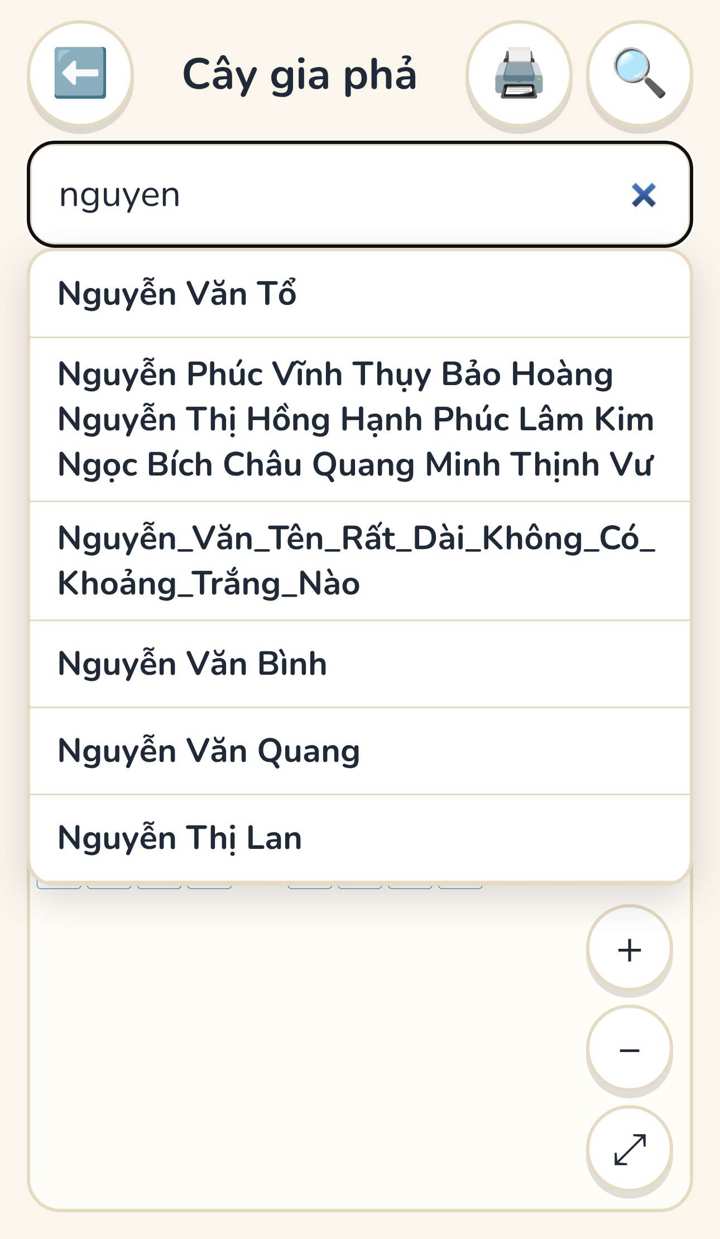 Cây gia phả
nguyen
Nguyễn Văn Tổ
Nguyễn Phúc Vĩnh Thụy Bảo Hoàng
Nguyễn Thị Hồng Hạnh Phúc Lâm Kim
Ngọc Bích Châu Quang Minh Thịnh Vư
Nguyễn_Văn_Tên_Rất_Dài_Không_Có_
Khoảng_Trắng_Nào
Nguyễn Văn Bình
Nguyễn Văn Quang
Nguyễn Thị Lan